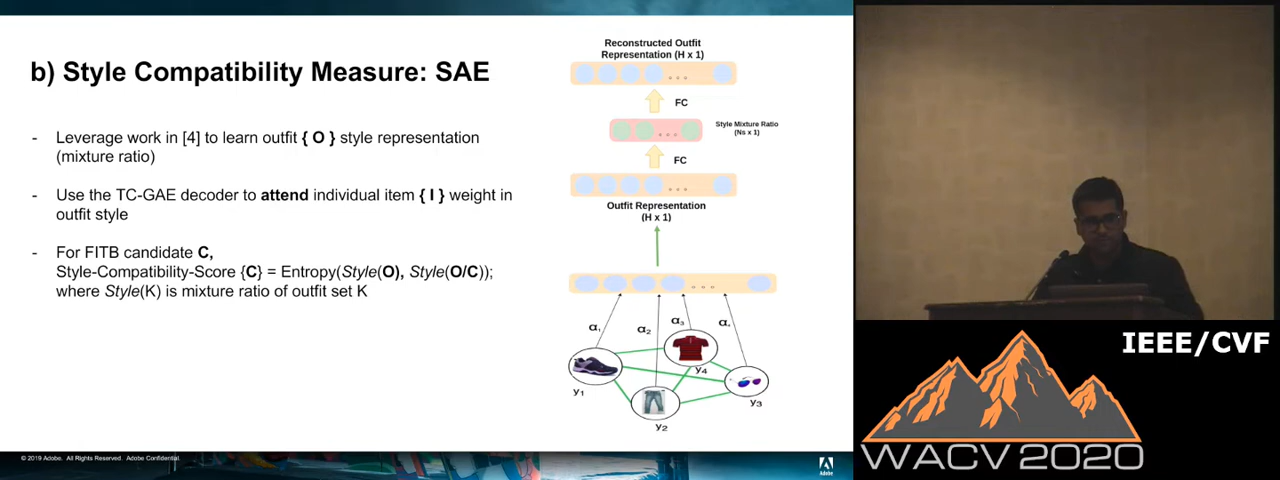 b) Style Compatibility Measure: SAE
- Leverage work in [4] to learn outfit { O } style representation
(mixture ratio)
- Use the TC-GAE decoder to attend individual item { I } weight in
outfit style
- For FITB candidate C,
Style-Compatibility-Score {C} = Entropy(Style(O), Style(O/C));
where Style(K) is mixture ratio of outfit set K
Reconstructed Outfit
Representation (H x 1)
FC
Style Mixture Ratio
(Ns x 1)
FC
Outfit Representation
(H x 1)
α₁
α₂
α₃
y₁
y₂
y₄
y₃
© 2019 Adobe. All Rights Reserved. Adobe Confidential.
Adobe
IEEE/CVF
WACV 2020